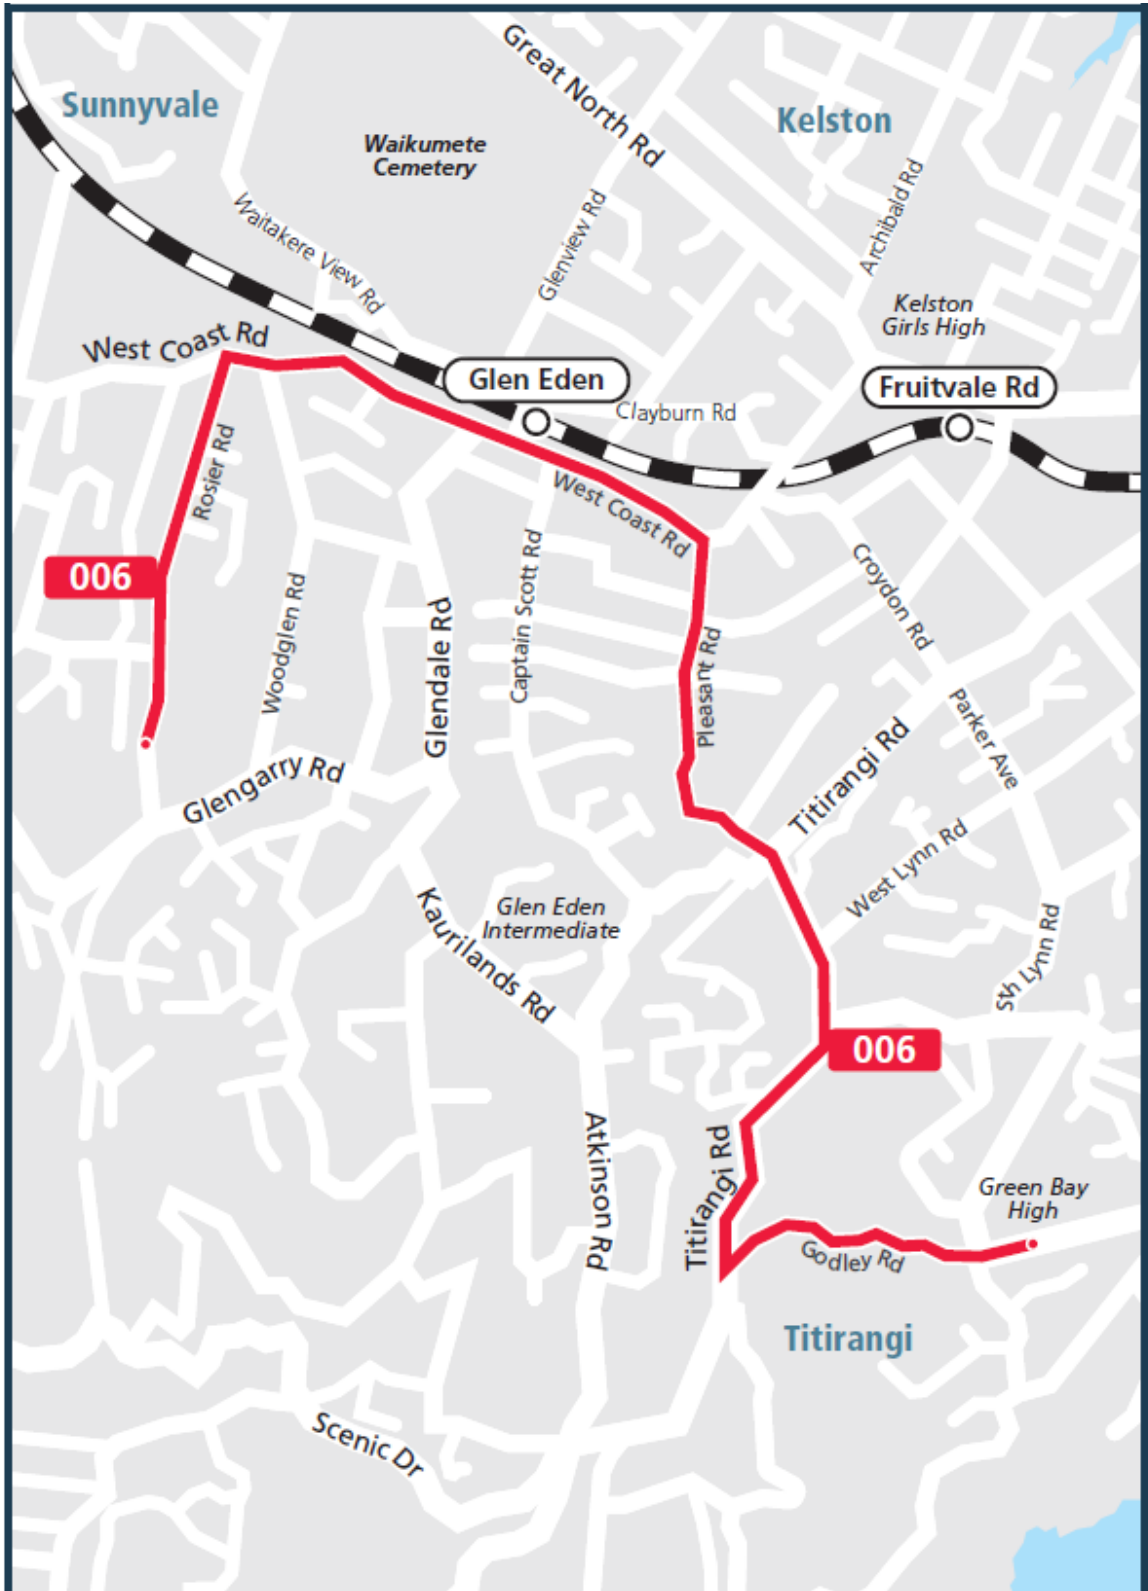 Great North Rd
Sunnyvale
Kelston
Waikumete
Cemetery
Archibald Rd
Waitakere View Rd
Glenview Rd
Kelston
Girls High
West Coast Rd
Glen Eden
Fruitvale Rd
Clayburn Rd
Rosier Rd
West Coast Rd
006
Captain Scott Rd
Croydon Rd
Woodglen Rd
Glendale Rd
Pleasant Rd
Parker Ave
Titirangi Rd
Glengarry Rd
West Lynn Rd
Glen Eden
Intermediate
Kaurilands Rd
Sth Lynn Rd
006
Atkinson Rd
Titirangi Rd
Green Bay
High
Godley Rd
Titirangi
Scenic Dr